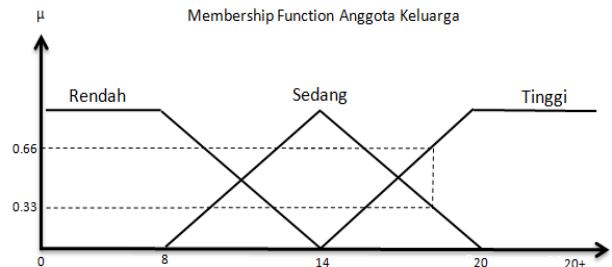 μ Membership Function Anggota Keluarga
Rendah Sedang Tinggi
0.66
0.33
0 8 14 20 20+